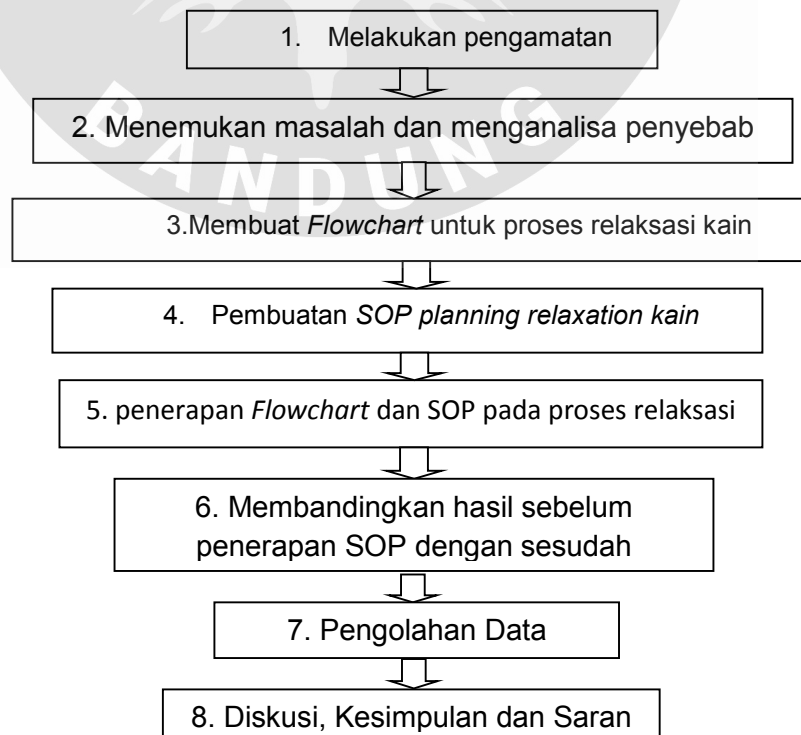 1. Melakukan pengamatan
2. Menemukan masalah dan menganalisa penyebab
BANDUNG
3.Membuat Flowchart untuk proses relaksasi kain
4. Pembuatan SOP planning relaxation kain
5. penerapan Flowchart dan SOP pada proses relaksasi
6. Membandingkan hasil sebelum
penerapan SOP dengan sesudah
7. Pengolahan Data
8. Diskusi, Kesimpulan dan Saran